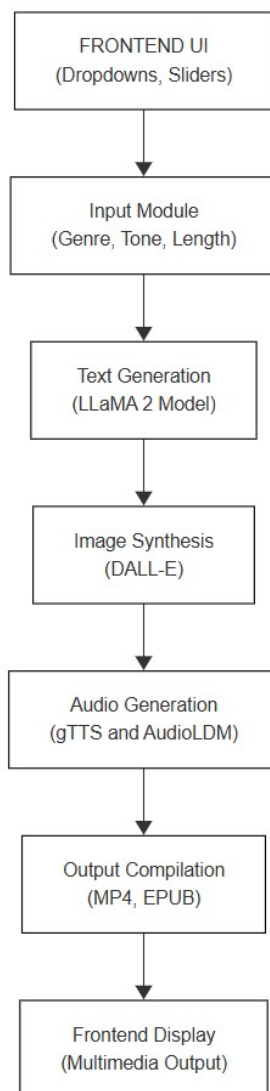 FRONTEND UI
(Dropdowns, Sliders)
Input Module
(Genre, Tone, Length)
Text Generation
(LLaMA 2 Model)
Image Synthesis
(DALL-E)
Audio Generation
(gTTS and AudioLDM)
Output Compilation
(MP4, EPUB)
Frontend Display
(Multimedia Output)